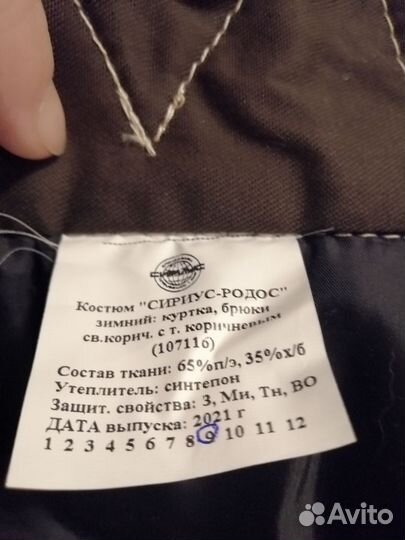 Костюм "СИРИУС-РОДОС"
зимний: куртка, брюки
св.корич. с т. коричневым
(107116)
Состав ткани: 65%п/э, 35%х/б
Утеплитель: синтепон
Защит. свойства: З, Ми, Тн, ВО
ДАТА выпуска: 2021 г
1 2 3 4 5 6 7 8 9 10 11 12
Avito